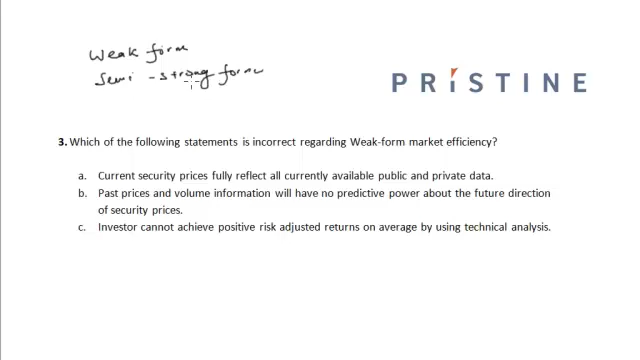 Weak form
Semi - strong form
PRISTINE
3. Which of the following statements is incorrect regarding Weak-form market efficiency?
a. Current security prices fully reflect all currently available public and private data.
b. Past prices and volume information will have no predictive power about the future direction
of security prices.
c. Investor cannot achieve positive risk adjusted returns on average by using technical analysis.